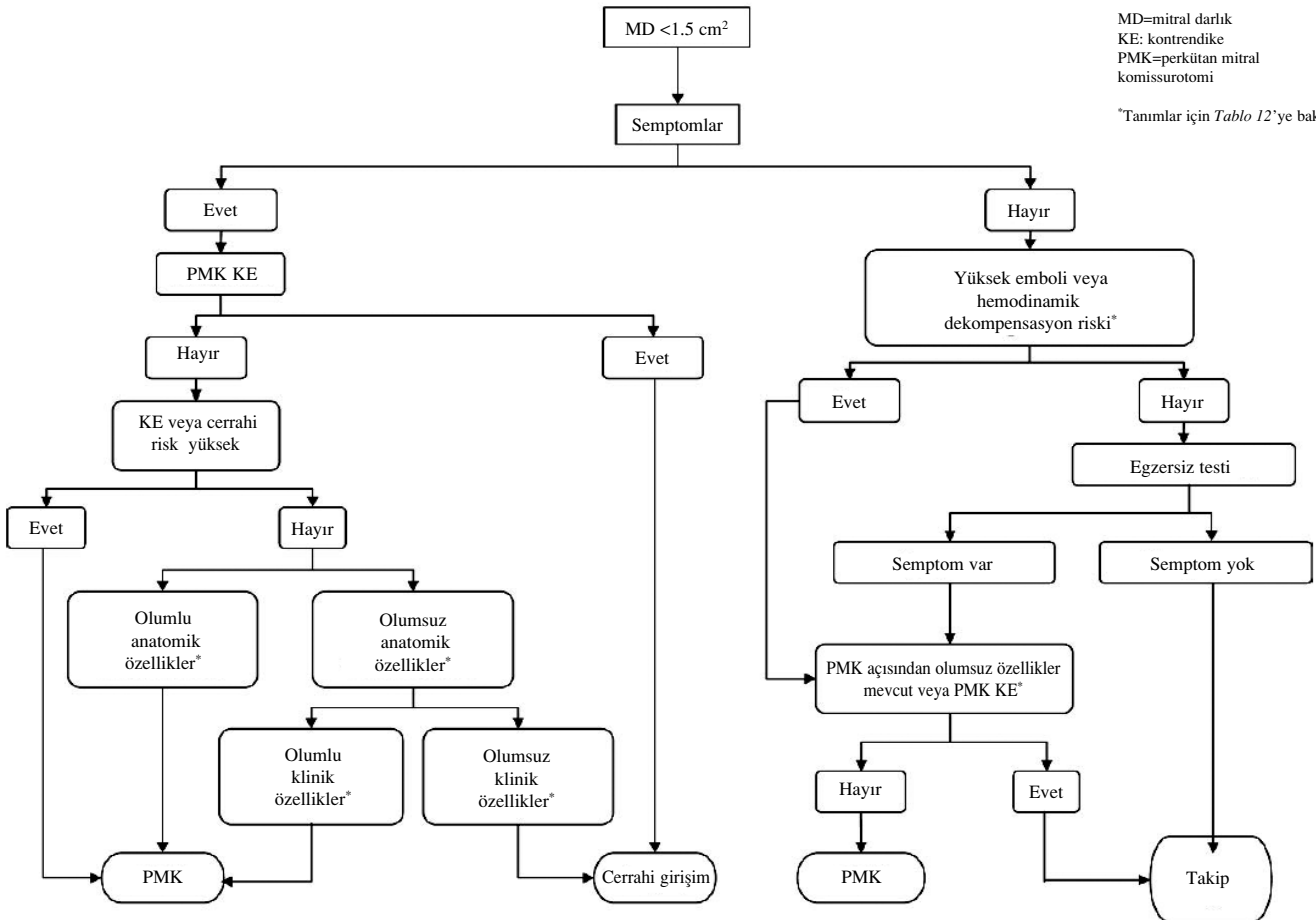 MD <1.5 cm²
MD=mitral darlık
KE: kontrendike
PMK=perkütan mitral
komissurotomi
*Tanımlar için Tablo 12'ye bak
Semptomlar
Evet
Hayır
PMK KE
Yüksek emboli veya
hemodinamik
dekompensasyon riski*
Hayır
Evet
Evet
Hayır
KE veya cerrahi
risk yüksek
Egzersiz testi
Evet
Hayır
Semptom var
Semptom yok
Olumlu
anatomik
özellikler*
Olumsuz
anatomik
özellikler*
PMK açısından olumsuz özellikler
mevcut veya PMK KE*
Olumlu
klinik
özellikler*
Olumsuz
klinik
özellikler*
Hayır
Evet
PMK
Cerrahi girişim
PMK
Takip